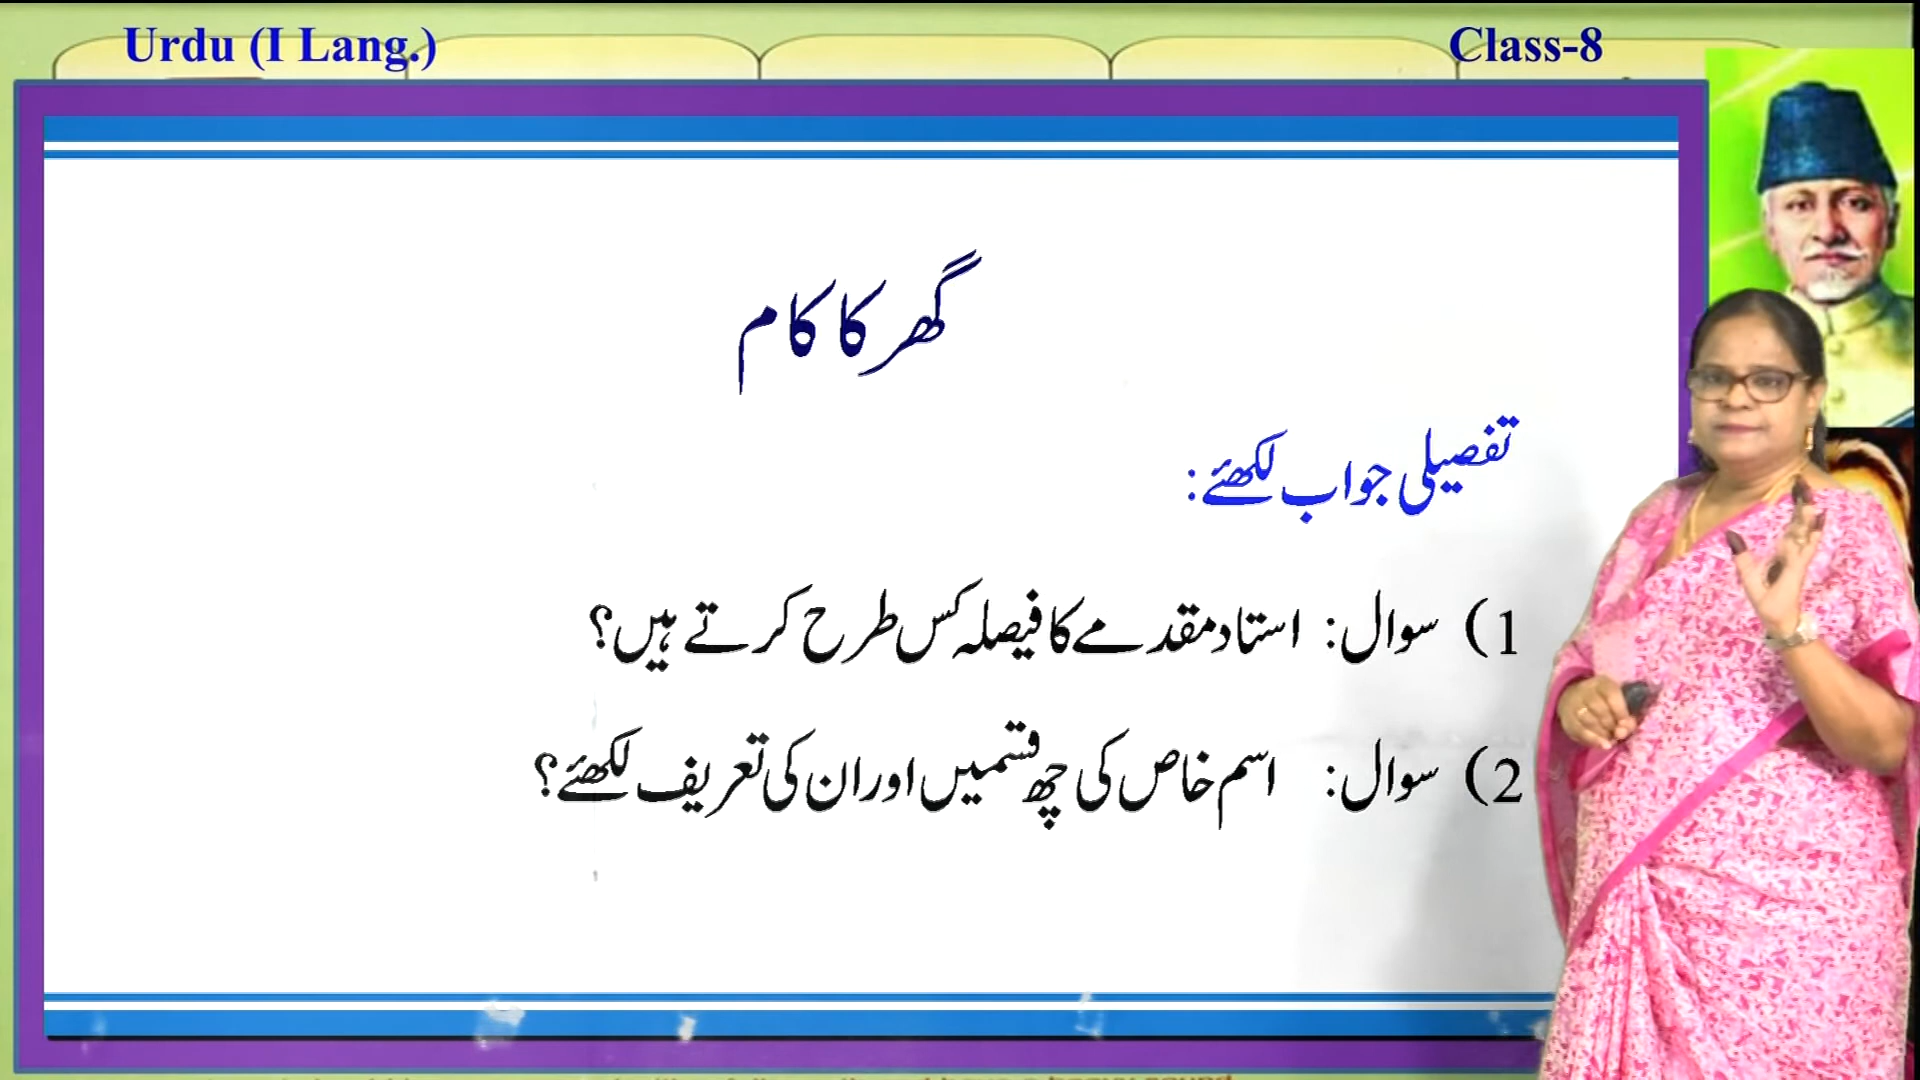 Urdu (I Lang.)
Class-8
گھر کا کام
تفصیلی جواب لکھئے:
1) سوال: استاد مقدمے کا فیصلہ کس طرح کرتے ہیں؟
2) سوال: اسم خاص کی چھ قسمیں اور ان کی تعریف لکھئے؟